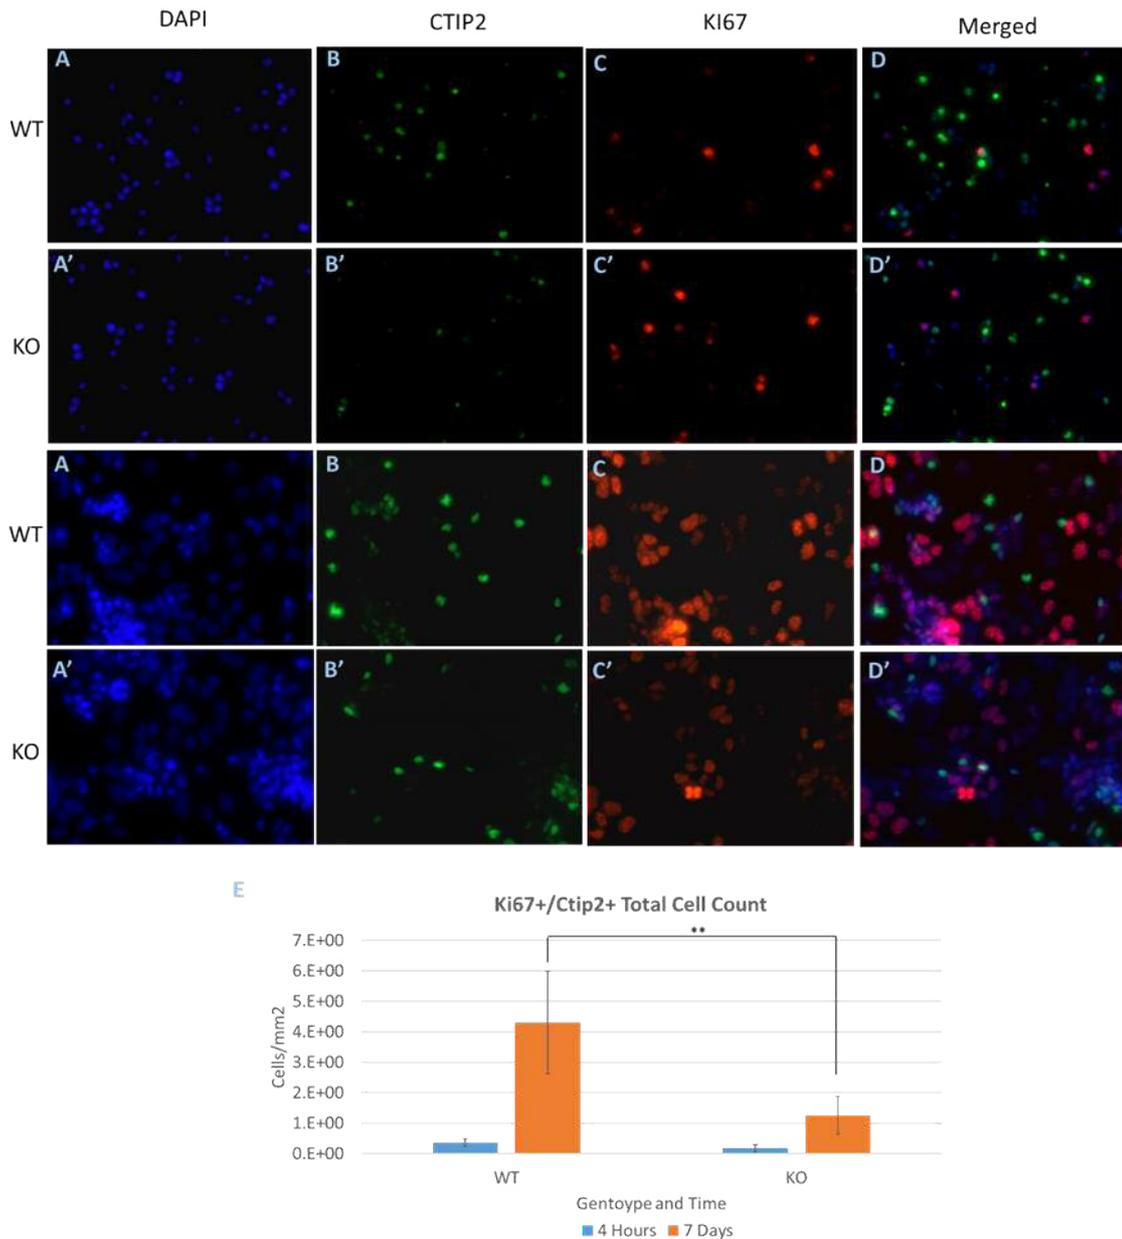 DAPI CTIP2 KI67 Merged
WT A B C D
KO A' B' C' D'
WT A B C D
KO A' B' C' D'
E
Ki67+/Ctip2+ Total Cell Count
**
7.E+00
6.E+00
5.E+00
4.E+00
3.E+00
2.E+00
1.E+00
0.E+00
Cells/mm2
WT KO
Gentoype and Time
4 Hours 7 Days